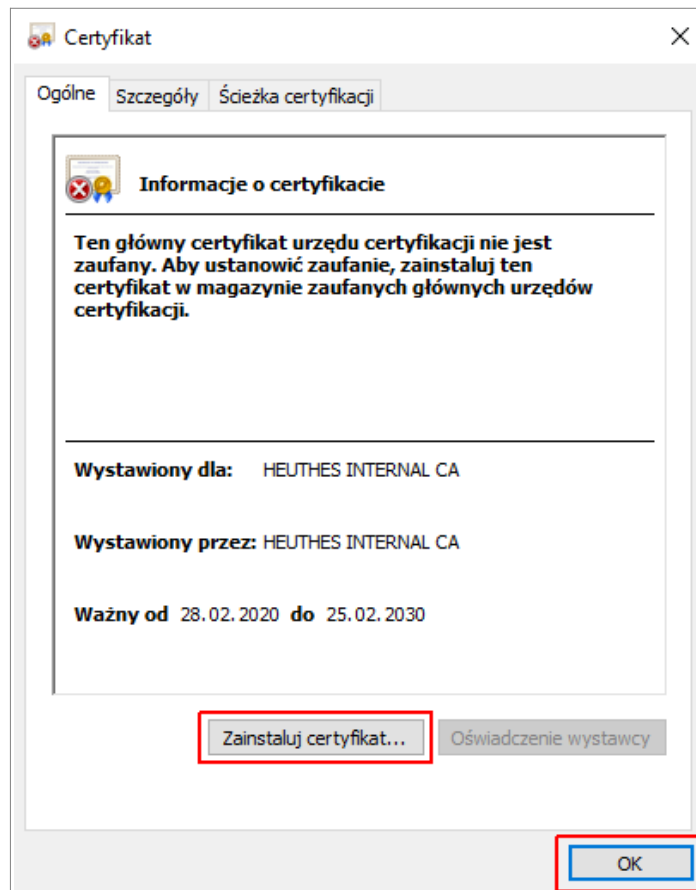 Certyfikat
Ogólne Szczegóły Ścieżka certyfikacji
Informacje o certyfikacie
Ten główny certyfikat urzędu certyfikacji nie jest
zaufany. Aby ustanowić zaufanie, zainstaluj ten
certyfikat w magazynie zaufanych głównych urzędów
certyfikacji.
Wystawiony dla: HEUTHES INTERNAL CA
Wystawiony przez: HEUTHES INTERNAL CA
Ważny od 28.02.2020 do 25.02.2030
Zainstaluj certyfikat... Oświadczenie wystawcy
OK